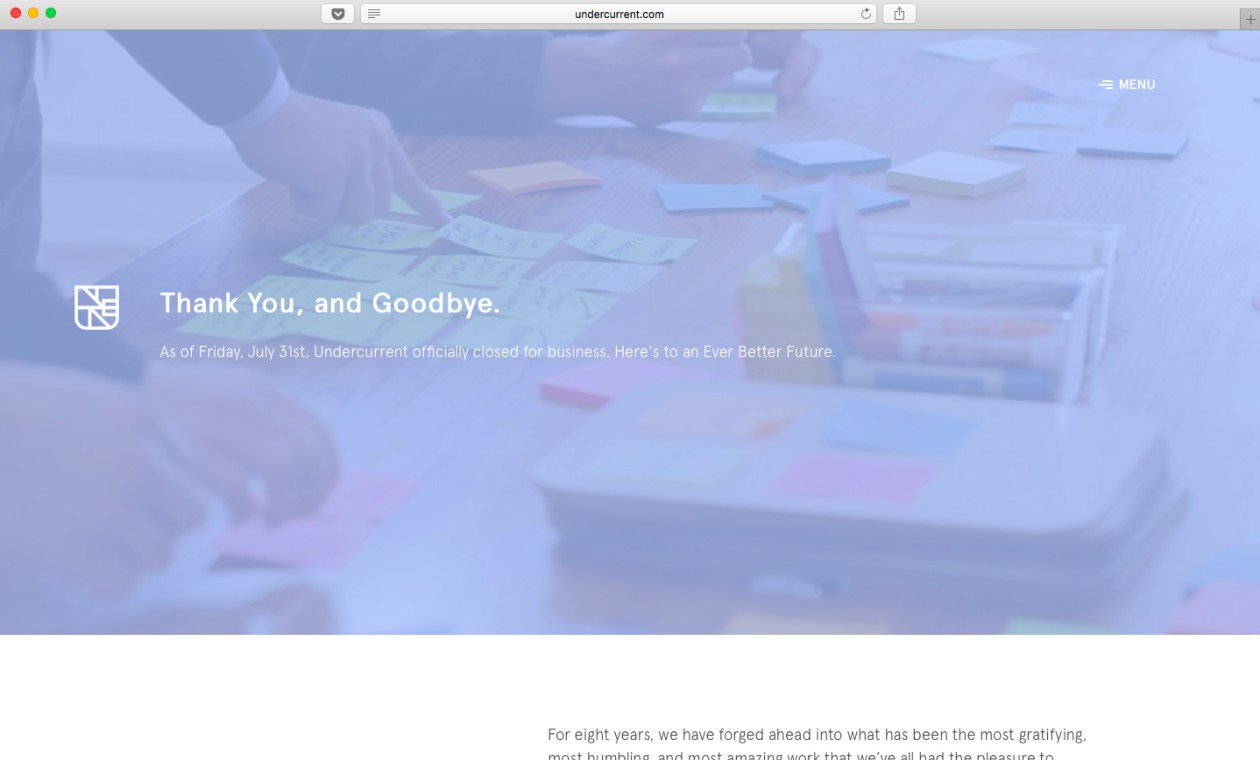 undercurrent.com
MENU
Thank You, and Goodbye.
As of Friday, July 31st, Undercurrent officially closed for business. Here's to an Ever Better Future.
For eight years, we have forged ahead into what has been the most gratifying,
most humbling, and most amazing work that we’ve all had the pleasure to